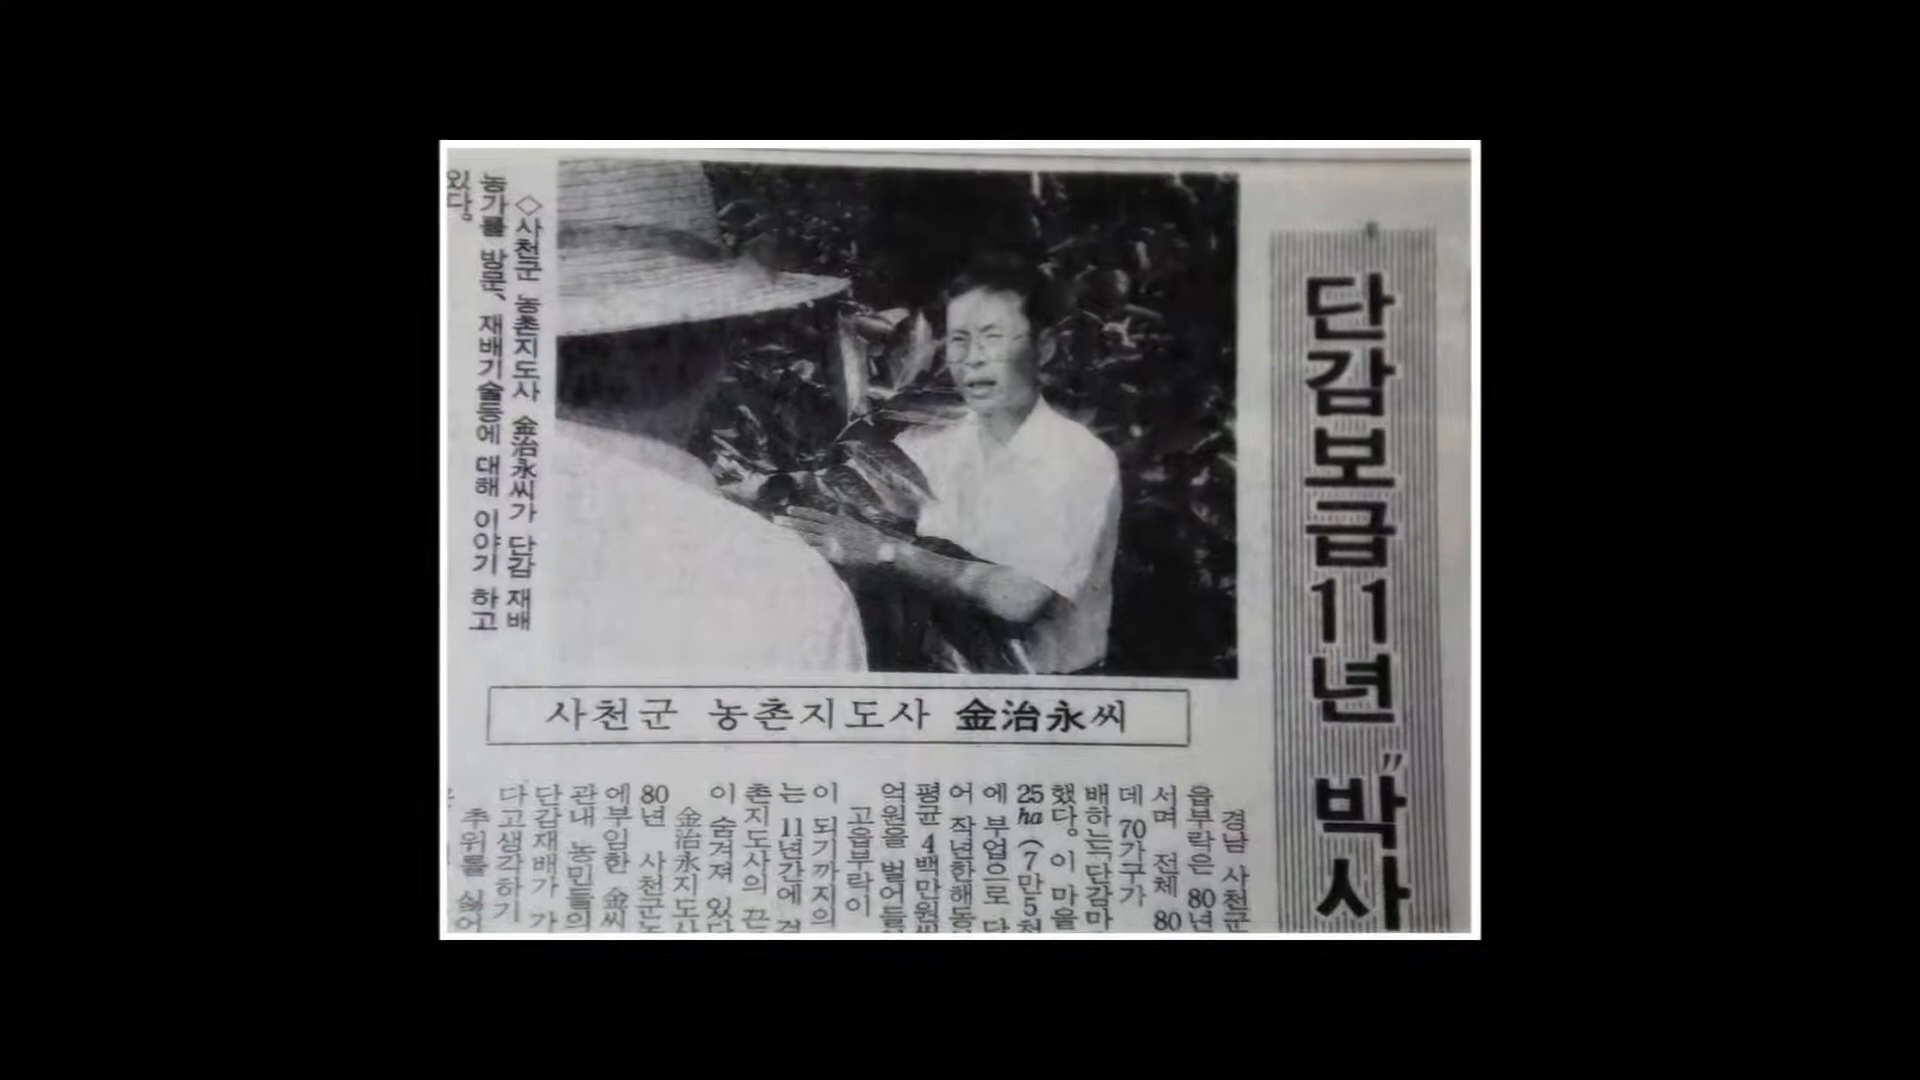 단감보급11년 "박사
◇사천군 농촌지도사 金治永씨가 단감 재배
농가를 방문、재배기술등에 대해 이야기 하고
있다。
사천군 농촌지도사 金治永씨
경남 사천군
읍부락은 80년
서며 전체 80
데 70가구가
배하는 단감마
했다。이 마을
25ha (7만5천
에 부업으로 단
어 작년한해동
평균 4백만원씩
억원을 벌어들
고읍부락이
이 되기까지의
는 11년간에 걸
촌지도사의 끈
이 숨겨져 있다
金治永지도사
80년 사천군농
에부임한 金씨
관내 농민들의
단감재배가 가
다고생각하기
추위를 싫어